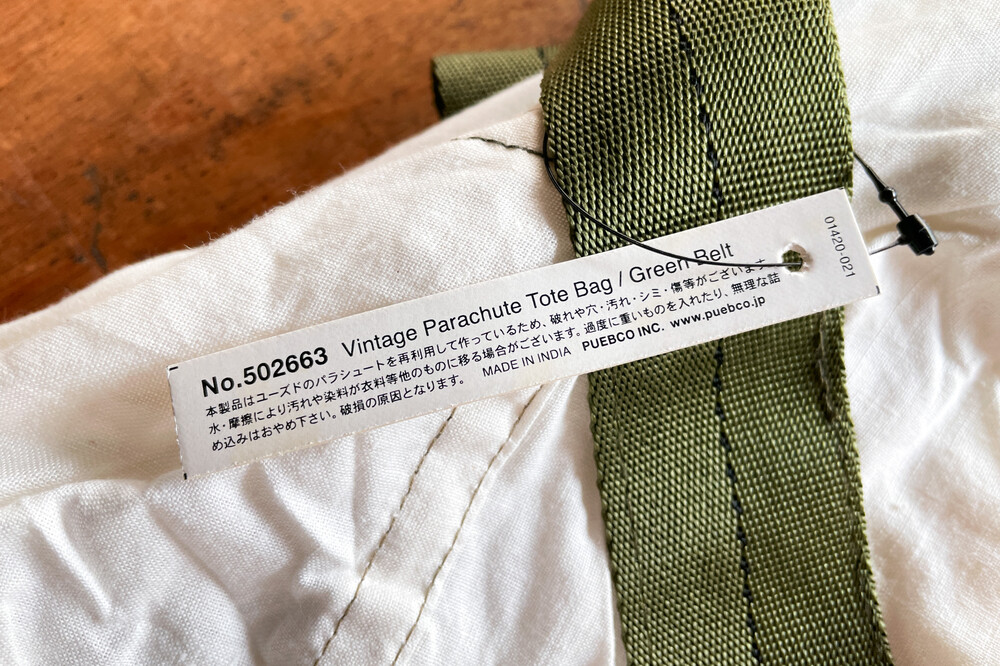 No.502663 Vintage Parachute Tote Bag / Green Belt
本製品はユーズドのパラシュートを再利用して作っているため、破れや穴・汚れ・シミ・傷等がございます。
水・摩擦により汚れや染料が衣料等他のものに移る場合がございます。過度に重いものを入れたり、無理な詰
め込みはおやめ下さい。破損の原因となります。 MADE IN INDIA PUEBCO INC. www.puebco.jp
01420-021